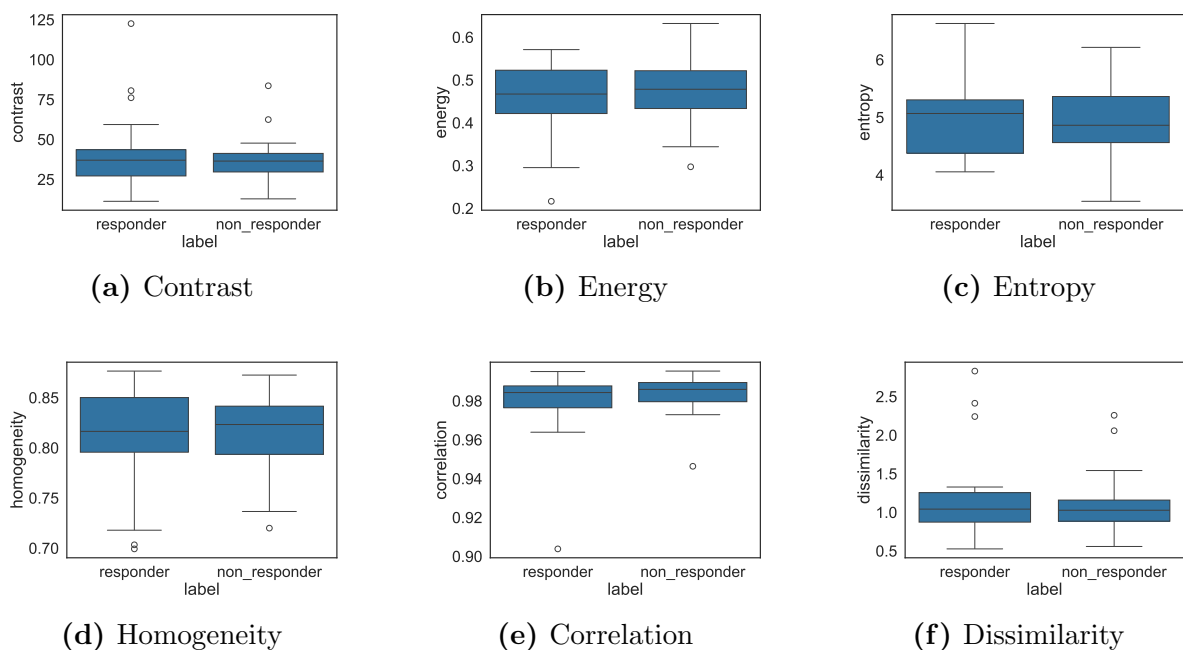 125
100
75
50
25
contrast
responder non_responder
label
(a) Contrast
0.6
0.5
0.4
0.3
0.2
energy
responder non_responder
label
(b) Energy
6
5
4
entropy
responder non_responder
label
(c) Entropy
0.85
0.80
0.75
0.70
homogeneity
responder non_responder
label
(d) Homogeneity
0.98
0.96
0.94
0.92
0.90
correlation
responder non_responder
label
(e) Correlation
2.5
2.0
1.5
1.0
0.5
dissimilarity
responder non_responder
label
(f) Dissimilarity